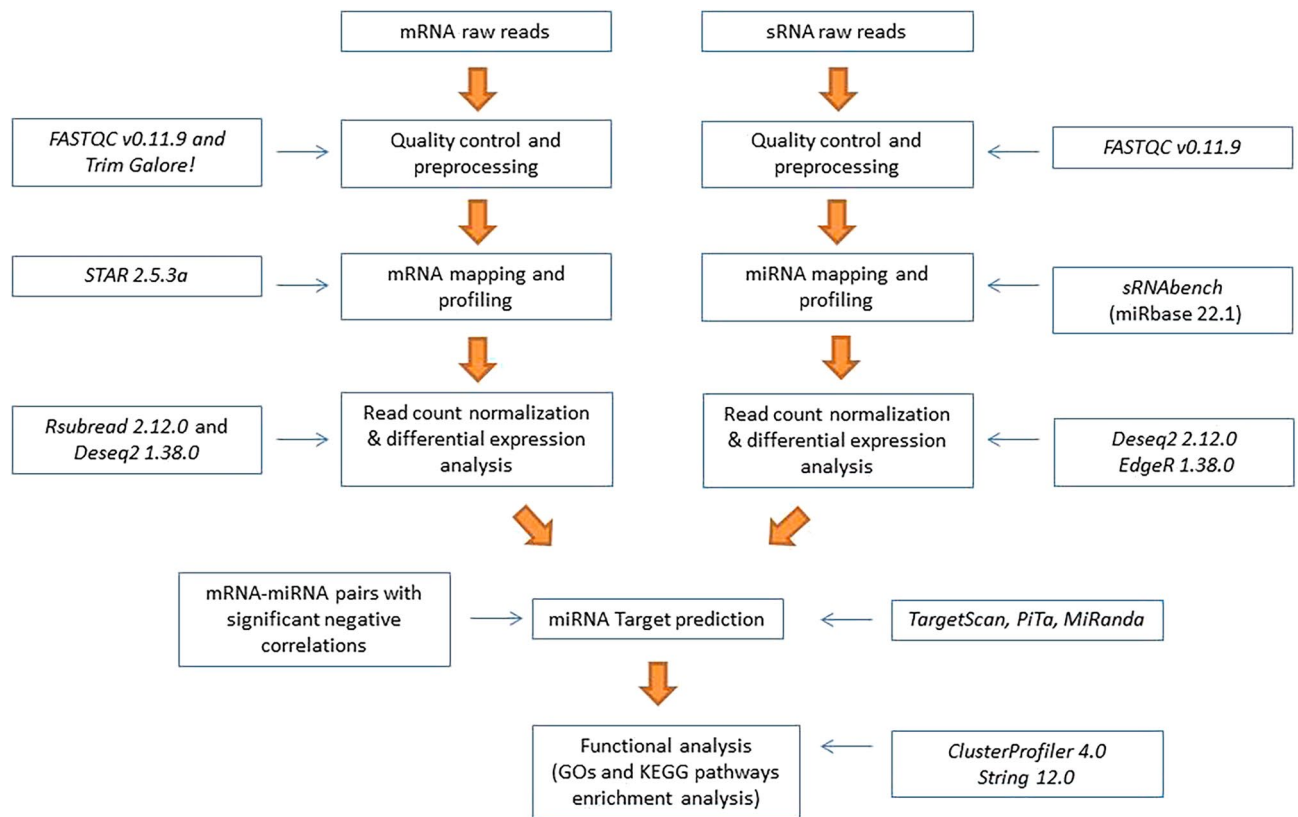 mRNA raw reads
sRNA raw reads
FASTQC v0.11.9 and
Trim Galore!
Quality control and
preprocessing
Quality control and
preprocessing
FASTQC v0.11.9
STAR 2.5.3a
mRNA mapping and
profiling
miRNA mapping and
profiling
sRNAbench
(miRbase 22.1)
Rsubread 2.12.0 and
Deseq2 1.38.0
Read count normalization
& differential expression
analysis
Read count normalization
& differential expression
analysis
Deseq2 2.12.0
EdgeR 1.38.0
mRNA-miRNA pairs with
significant negative
correlations
miRNA Target prediction
TargetScan, PiTa, MiRanda
Functional analysis
(GOs and KEGG pathways
enrichment analysis)
ClusterProfiler 4.0
String 12.0